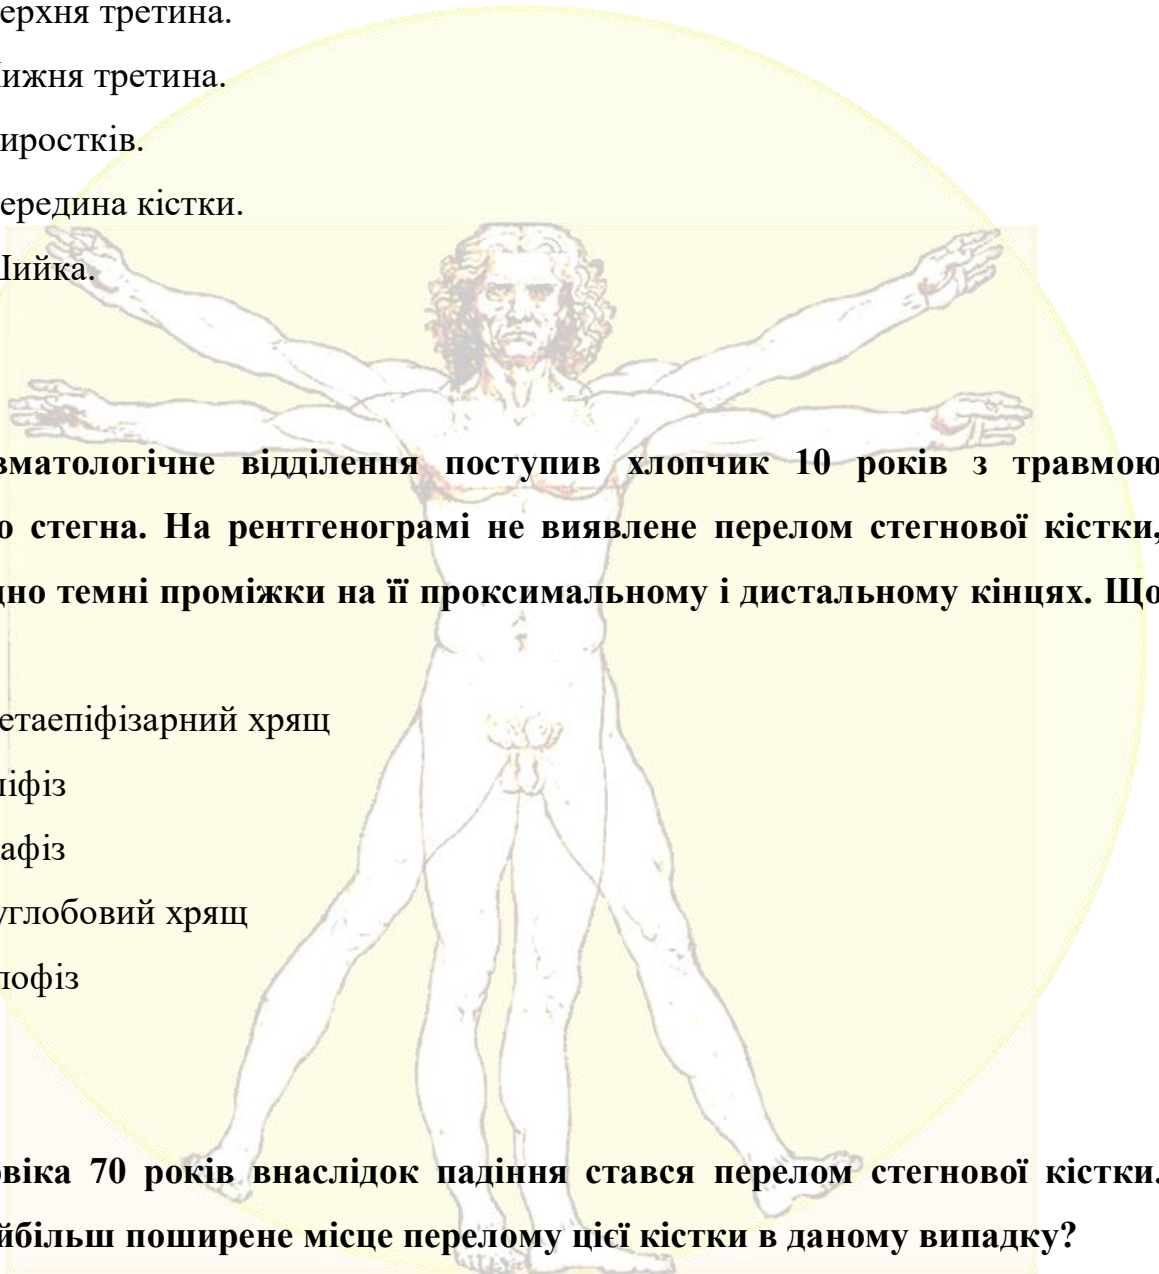 ерхня третина.
ижня третина.
иростків.
ередина кістки.
Шийка.
вматологічне відділення поступив хлопчик 10 років з травмою
о стегна. На рентгенограмі не виявлене перелом стегнової кістки,
дно темні проміжки на її проксимальному і дистальному кінцях. Що
етаепіфізарний хрящ
піфіз
афіз
углобовий хрящ
пофіз
овіка 70 років внаслідок падіння стався перелом стегнової кістки.
йбільш поширене місце перелому цієї кістки в даному випадку?